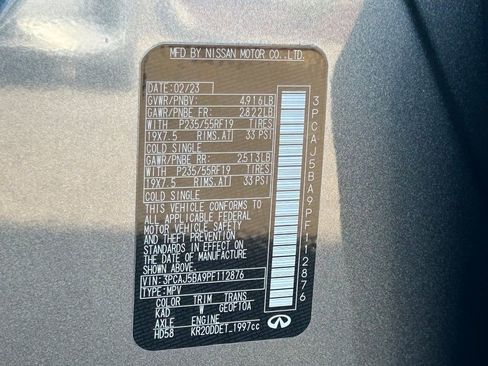 MFD BY NISSAN MOTOR CO.,LTD.
DATE: 02/23
GVWR/PNBV: 4916LB
GAWR/PNBE FR: 2822LB
WITH P235/55RF19 TIRES
19X7.5 RIMS.AT 33 PSI
COLD SINGLE
GAWR/PNBE RR: 2513LB
WITH P235/55RF19 TIRES
19X7.5 RIMS.AT 33 PSI
COLD SINGLE
THIS VEHICLE CONFORMS TO
ALL APPLICABLE FEDERAL
MOTOR VEHICLE SAFETY
AND THEFT PREVENTION
STANDARDS IN EFFECT ON
THE DATE OF MANUFACTURE
SHOWN ABOVE
VIN: 3PCAJ5BA9PF112876
TYPE: MPV
COLOR TRIM TRANS
KAD W GE0F10A
AXLE ENGINE
HD58 KR20DDET_1997cc
3PCAJ5BA9PF112876